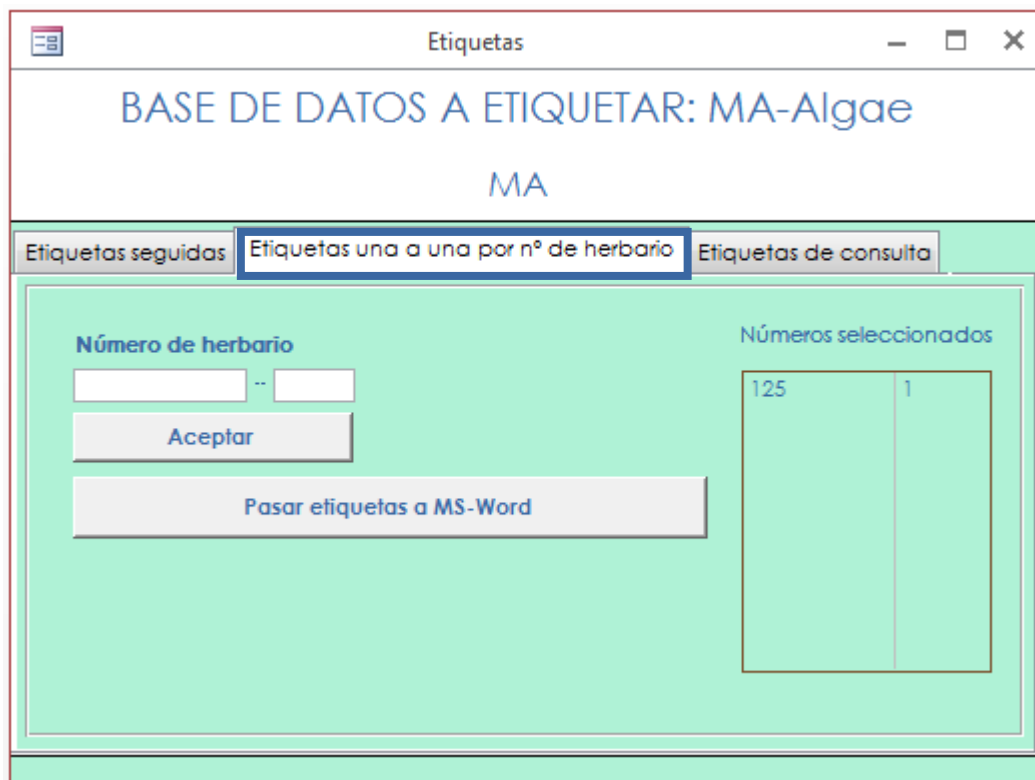 Etiquetas
BASE DE DATOS A ETIQUETAR: MA-Algae
MA
Etiquetas seguidas Etiquetas una a una por nº de herbario Etiquetas de consulta
Número de herbario
Números seleccionados
--
125 1
Aceptar
Pasar etiquetas a MS-Word